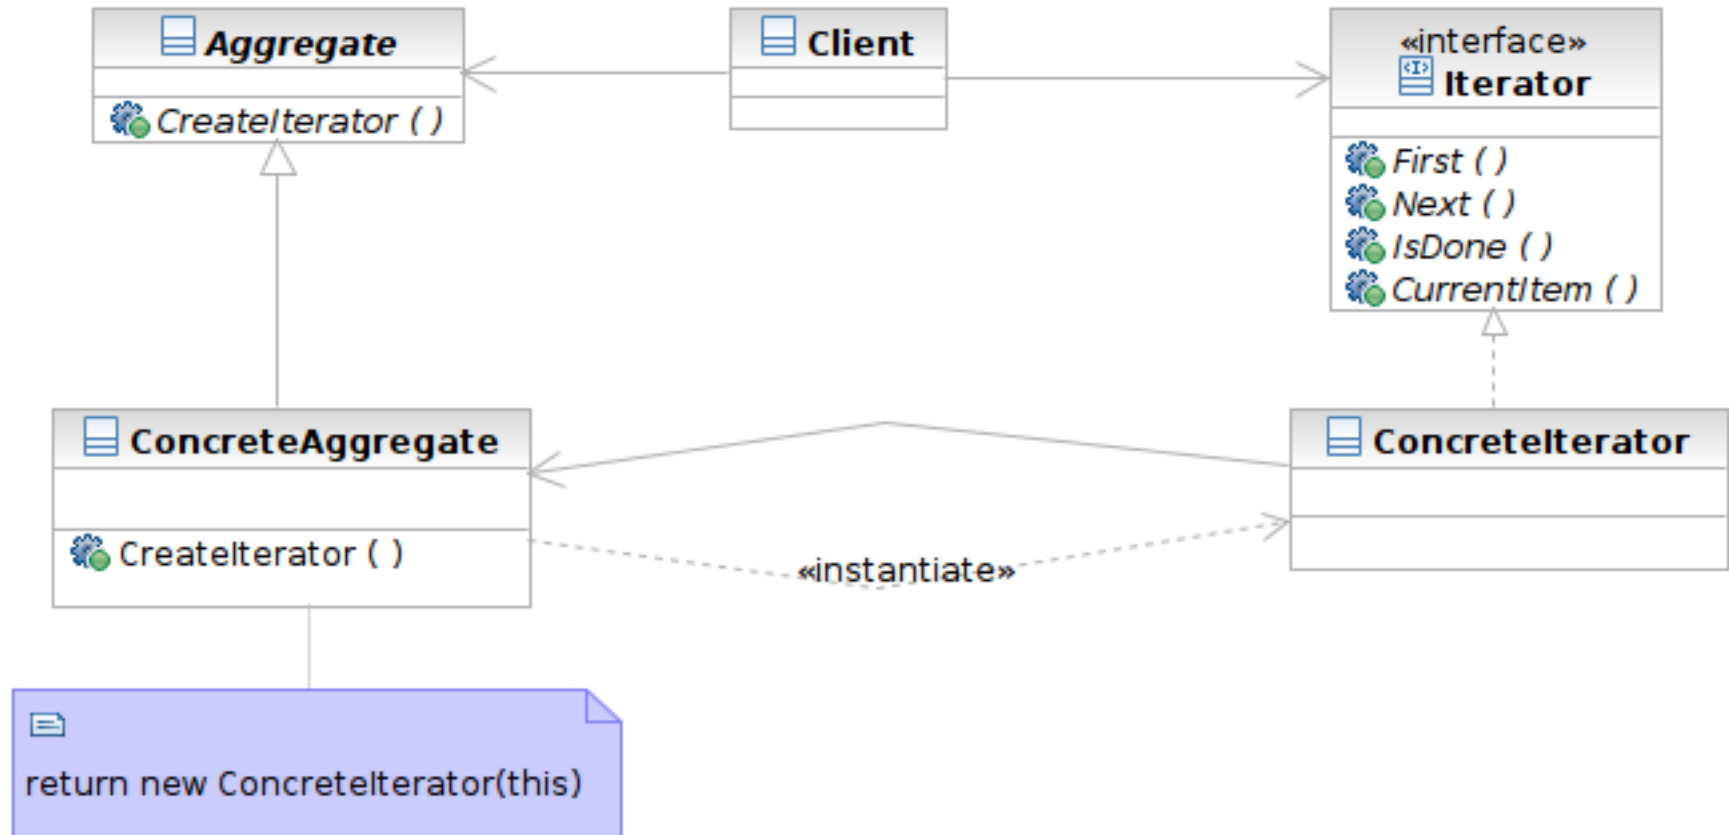 Aggregate
CreateIterator ( )
Client
«interface»
Iterator
First ( )
Next ( )
IsDone ( )
CurrentItem ( )
ConcreteAggregate
CreateIterator ( )
«instantiate»
ConcreteIterator
return new ConcreteIterator(this)